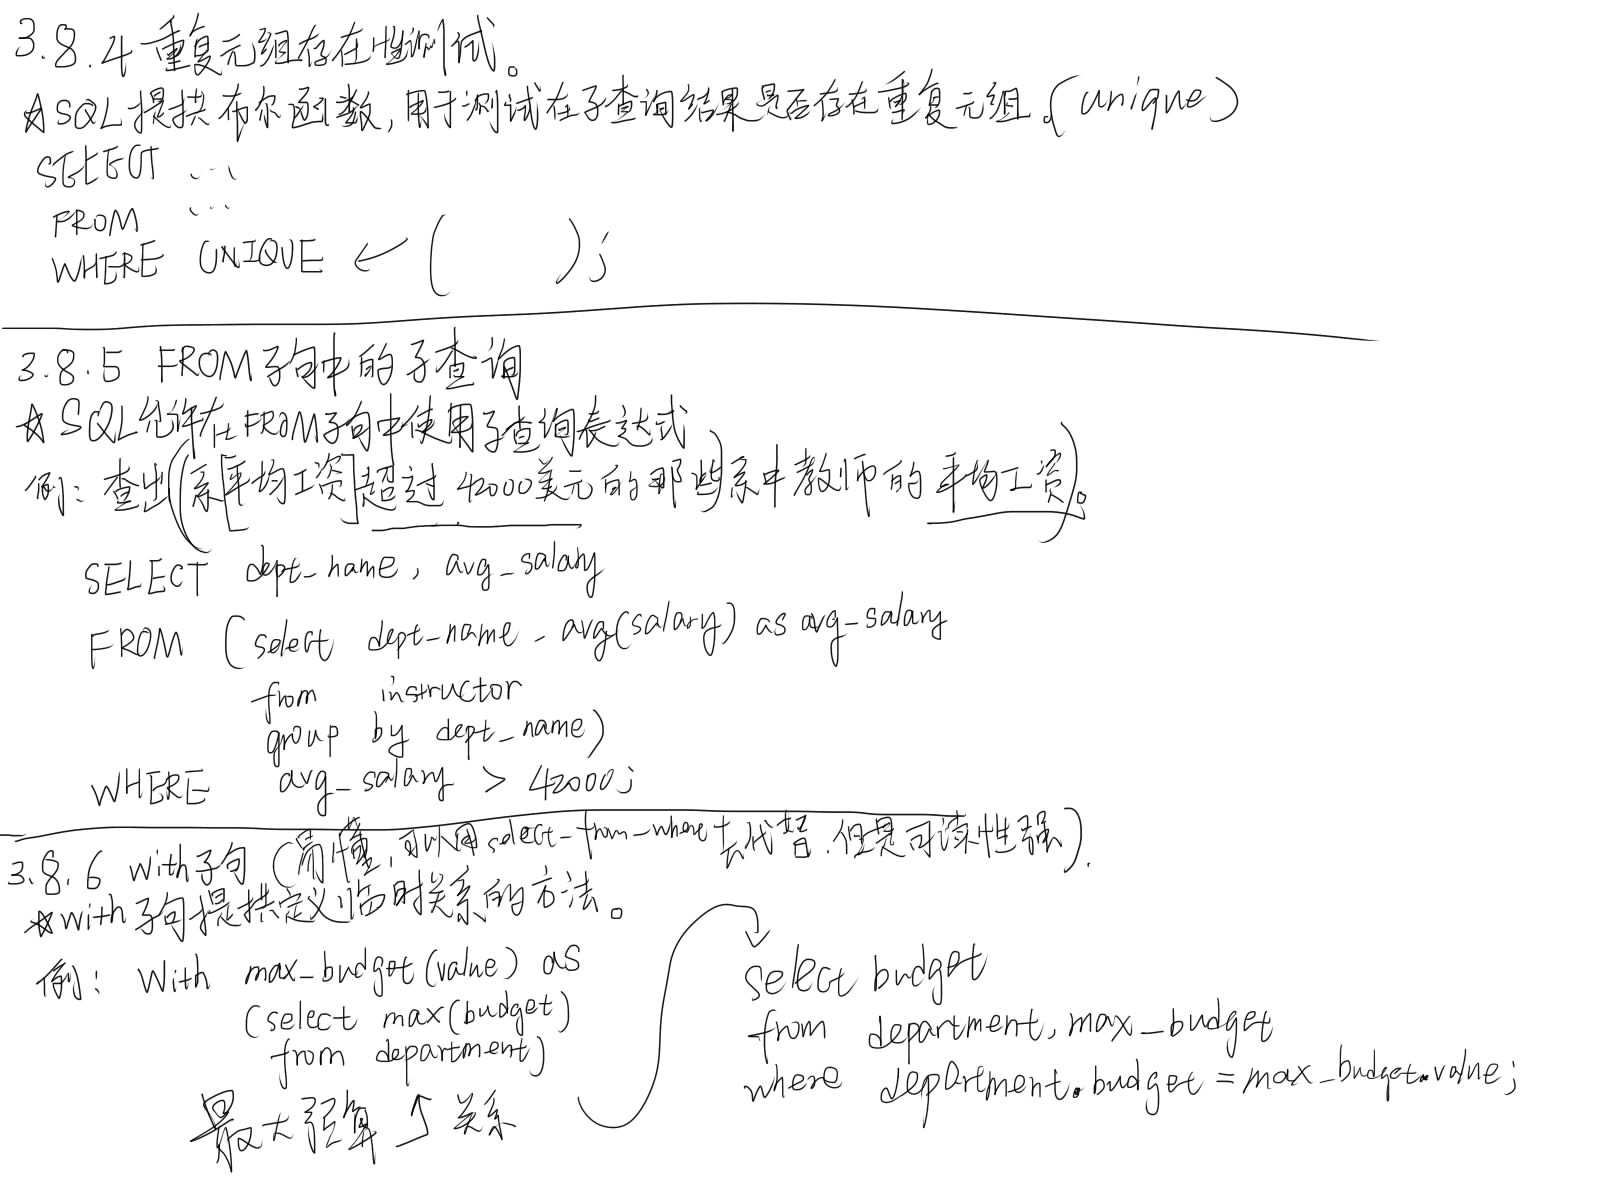 3.8.4 重复元组存在性测试。
☆SQL提供布尔函数,用于测试在子查询结果是否存在重复元组。(unique)
SELECT ...
FROM ...
WHERE UNIQUE ← ( );
3.8.5 FROM子句中的子查询
☆SQL允许在FROM子句中使用子查询表达式
例: 查出(系[平均工资]超过42000美元的那些)系中教师的平均工资)。
SELECT dept_name, avg_salary
FROM (select dept_name - avg(salary) as avg_salary
from instructor
group by dept_name)
WHERE avg_salary > 42000;
3.8.6 with子句 (易懂,可以用select-from-where去代替.但是可读性强).
☆with子句提供定义临时关系的方法。
例: With max_budget(value) as
(select max(budget)
from department)
最大预算 ↑ 关系
select budget
from department, max_budget
where department.budget = max_budget.value;